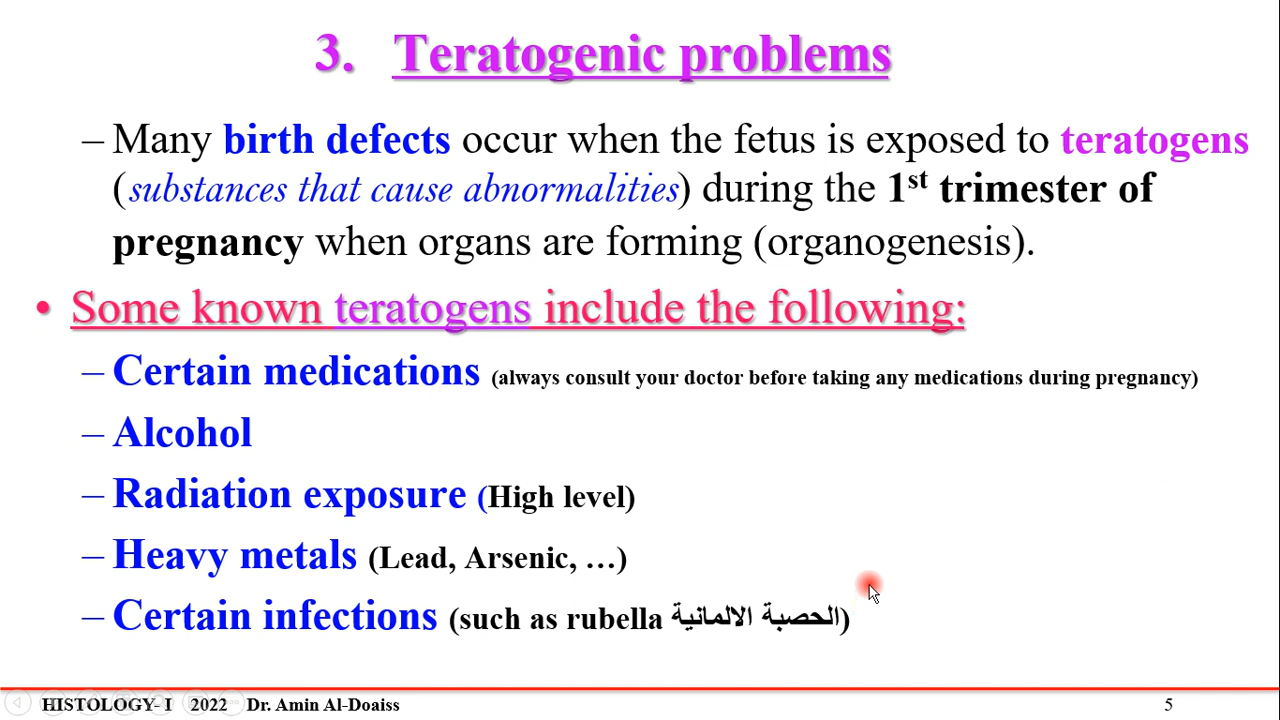 3. Teratogenic problems
– Many birth defects occur when the fetus is exposed to teratogens
(substances that cause abnormalities) during the 1st trimester of
pregnancy when organs are forming (organogenesis).
• Some known teratogens include the following:
– Certain medications (always consult your doctor before taking any medications during pregnancy)
– Alcohol
– Radiation exposure (High level)
– Heavy metals (Lead, Arsenic, …)
– Certain infections (such as rubella الحصبة الالمانية)
HISTOLOGY- I 2022 Dr. Amin Al-Doaiss 5